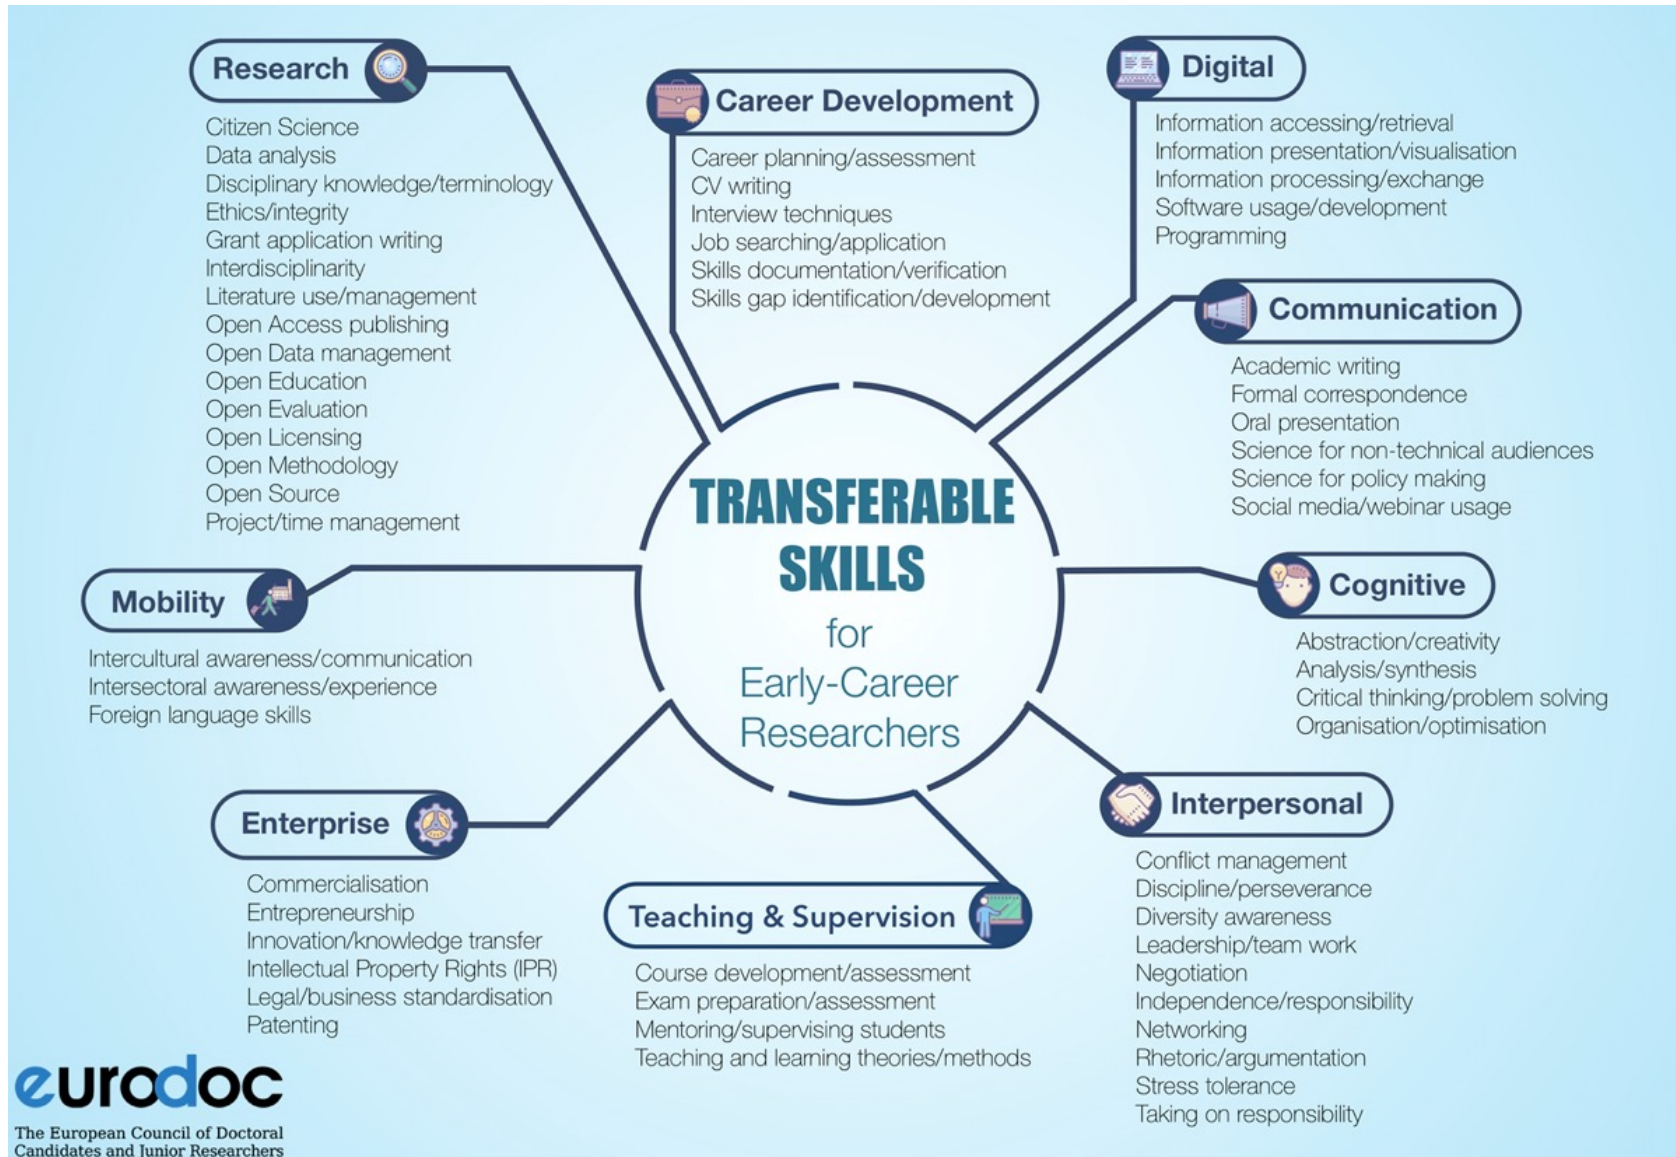 Research
Citizen Science
Data analysis
Disciplinary knowledge/terminology
Ethics/integrity
Grant application writing
Interdisciplinarity
Literature use/management
Open Access publishing
Open Data management
Open Education
Open Evaluation
Open Licensing
Open Methodology
Open Source
Project/time management
Career Development
Career planning/assessment
CV writing
Interview techniques
Job searching/application
Skills documentation/verification
Skills gap identification/development
Digital
Information accessing/retrieval
Information presentation/visualisation
Information processing/exchange
Software usage/development
Programming
Communication
Academic writing
Formal correspondence
Oral presentation
Science for non-technical audiences
Science for policy making
Social media/webinar usage
TRANSFERABLE
SKILLS
for
Early-Career
Researchers
Mobility
Intercultural awareness/communication
Intersectoral awareness/experience
Foreign language skills
Cognitive
Abstraction/creativity
Analysis/synthesis
Critical thinking/problem solving
Organisation/optimisation
Enterprise
Commercialisation
Entrepreneurship
Innovation/knowledge transfer
Intellectual Property Rights (IPR)
Legal/business standardisation
Patenting
Teaching & Supervision
Course development/assessment
Exam preparation/assessment
Mentoring/supervising students
Teaching and learning theories/methods
Interpersonal
Conflict management
Discipline/perseverance
Diversity awareness
Leadership/team work
Negotiation
Independence/responsibility
Networking
Rhetoric/argumentation
Stress tolerance
Taking on responsibility
eurodoc
The European Council of Doctoral
Candidates and Junior Researchers